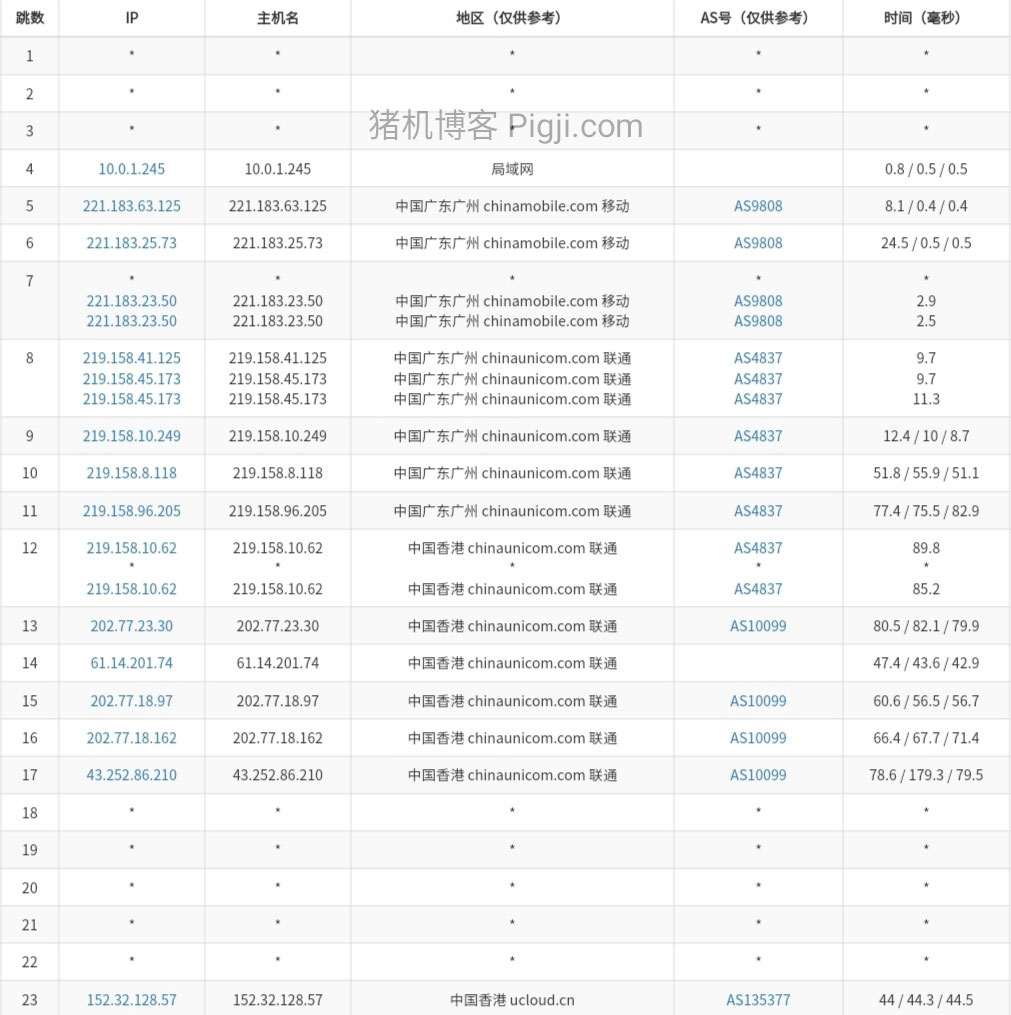 跳数 IP 主机名 地区（仅供参考） AS号（仅供参考） 时间（毫秒）
1 * * * * *
2 * * * * *
3 * * * * *
猪机博客 Pigji.com
4 10.0.1.245 10.0.1.245 局域网 0.8 / 0.5 / 0.5
5 221.183.63.125 221.183.63.125 中国广东广州 chinamobile.com 移动 AS9808 8.1 / 0.4 / 0.4
6 221.183.25.73 221.183.25.73 中国广东广州 chinamobile.com 移动 AS9808 24.5 / 0.5 / 0.5
7 * * * * *
221.183.23.50 221.183.23.50 中国广东广州 chinamobile.com 移动 AS9808 2.9
221.183.23.50 221.183.23.50 中国广东广州 chinamobile.com 移动 AS9808 2.5
8 219.158.41.125 219.158.41.125 中国广东广州 chinaunicom.com 联通 AS4837 9.7
219.158.45.173 219.158.45.173 中国广东广州 chinaunicom.com 联通 AS4837 9.7
219.158.45.173 219.158.45.173 中国广东广州 chinaunicom.com 联通 AS4837 11.3
9 219.158.10.249 219.158.10.249 中国广东广州 chinaunicom.com 联通 AS4837 12.4 / 10 / 8.7
10 219.158.8.118 219.158.8.118 中国广东广州 chinaunicom.com 联通 AS4837 51.8 / 55.9 / 51.1
11 219.158.96.205 219.158.96.205 中国广东广州 chinaunicom.com 联通 AS4837 77.4 / 75.5 / 82.9
12 219.158.10.62 219.158.10.62 中国香港 chinaunicom.com 联通 AS4837 89.8
* * * * *
219.158.10.62 219.158.10.62 中国香港 chinaunicom.com 联通 AS4837 85.2
13 202.77.23.30 202.77.23.30 中国香港 chinaunicom.com 联通 AS10099 80.5 / 82.1 / 79.9
14 61.14.201.74 61.14.201.74 中国香港 chinaunicom.com 联通 47.4 / 43.6 / 42.9
15 202.77.18.97 202.77.18.97 中国香港 chinaunicom.com 联通 AS10099 60.6 / 56.5 / 56.7
16 202.77.18.162 202.77.18.162 中国香港 chinaunicom.com 联通 AS10099 66.4 / 67.7 / 71.4
17 43.252.86.210 43.252.86.210 中国香港 chinaunicom.com 联通 AS10099 78.6 / 179.3 / 79.5
18 * * * * *
19 * * * * *
20 * * * * *
21 * * * * *
22 * * * * *
23 152.32.128.57 152.32.128.57 中国香港 ucloud.cn AS135377 44 / 44.3 / 44.5